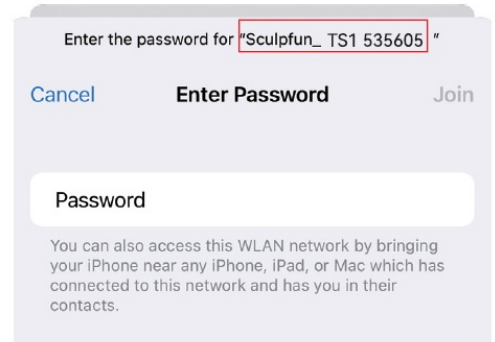 Enter the password for “Sculpfun_ TS1 535605 ”
Cancel Enter Password Join
Password
You can also access this WLAN network by bringing
your iPhone near any iPhone, iPad, or Mac which has
connected to this network and has you in their
contacts.